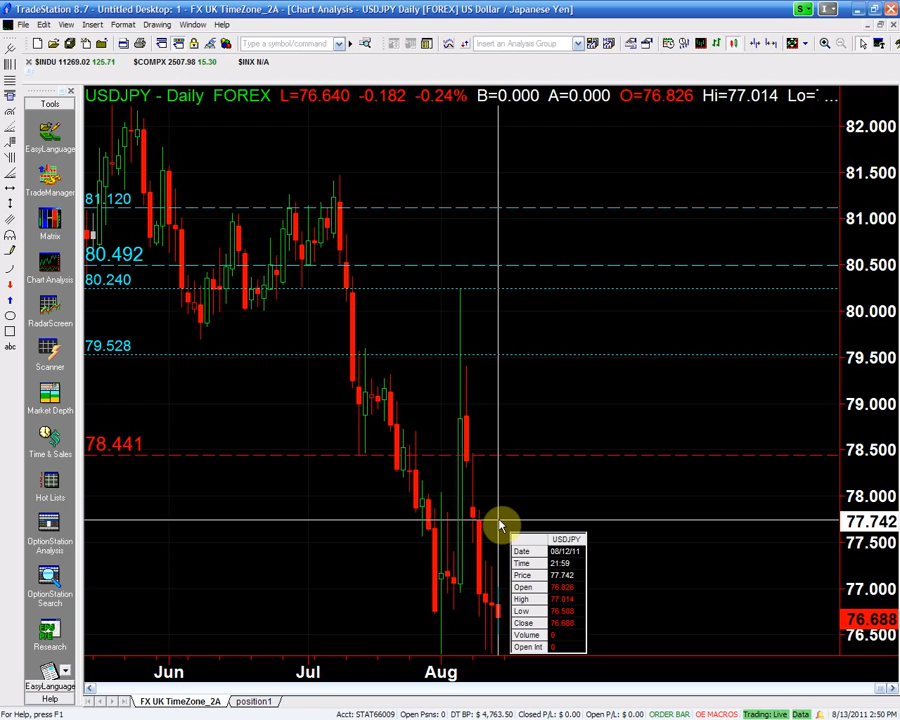 TradeStation 8.7 - Untitled Desktop: 1 - FX UK TimeZone_2A - [Chart Analysis - USDJPY Daily [FOREX] US Dollar / Japanese Yen]
File Edit View Insert Format Drawing Window Help
Type a symbol/command
Insert an Analysis Group
$INDU 11269.02 125.71 $COMPX 2507.98 15.30 $INX N/A
Tools
EasyLanguage
TradeManager
Matrix
Chart Analysis
RadarScreen
Scanner
Market Depth
Time & Sales
Hot Lists
OptionStation Analysis
OptionStation Search
Research
EasyLanguage
Help
abc
USDJPY - Daily FOREX L=76.640 -0.182 -0.24% B=0.000 A=0.000 O=76.826 Hi=77.014 Lo=7 ...
82.000
81.500
81.120
81.000
80.492
80.500
80.240
80.000
79.528
79.500
79.000
78.441
78.500
78.000
77.742
77.500
77.000
76.688
76.500
USDJPY
Date 08/12/11
Time 21:59
Price 77.742
Open 76.826
High 77.014
Low
Close 76.688
Volume 0
Open Int 0
Jun Jul Aug
FX UK TimeZone_2A position1
For Help, press F1
Acct: STAT66009 Open Psns: 0 DT BP: $ 4,763.50 Closed P/L: $ 0.00 Open P/L: $ 0.00 ORDER BAR OE MACROS Trading: Live Data 8/13/2011 2:50 PM